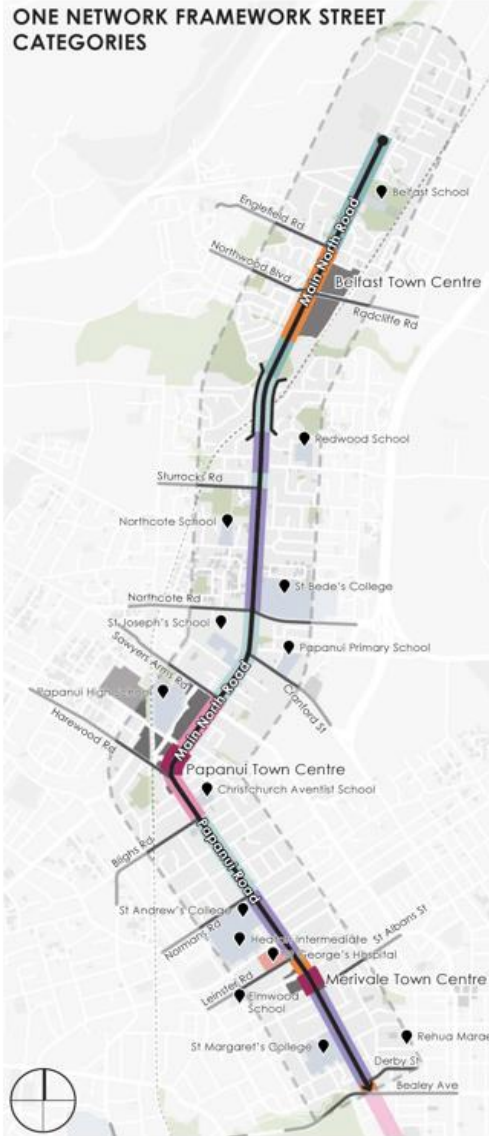 ONE NETWORK FRAMEWORK STREET
CATEGORIES
Belfast School
Englefield Rd
Main North Road
Northwood Blvd
Belfast Town Centre
Radcliffe Rd
Redwood School
Sturrocks Rd
Northcote School
St Bede's College
Northcote Rd
St Joseph's School
Papanui Primary School
Sawyers Arms Rd
Papanui High School
Main North Road
Cranford St
Harewood Rd
Papanui Town Centre
Christchurch Aventist School
Papanui Road
Blighs Rd
St Andrew's College
Normans Rd
Intermediate
St Albans St
George's Hospital
Leinster Rd
Merivale Town Centre
Elmwood
School
St Margaret's College
Rehua Marae
Derby St
Bealey Ave